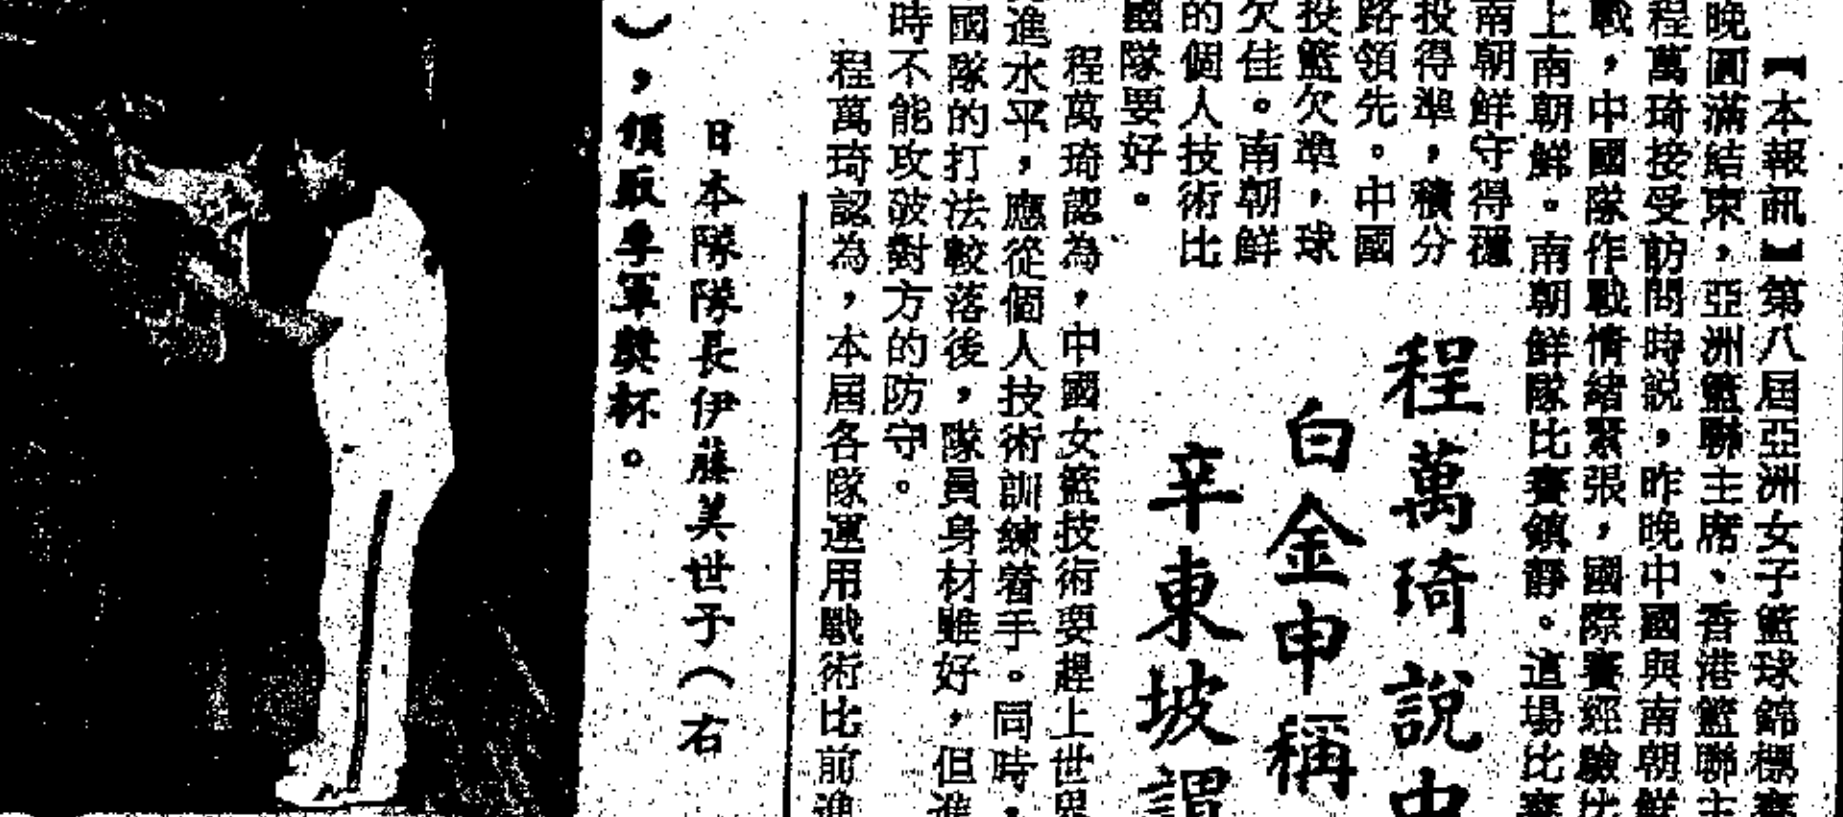 【本報訊】第八屆亞洲女子籃球錦標賽
晚圓滿結束，亞洲籃聯主席、香港籃聯主
程萬琦接受訪問時説，昨晚中國與南朝鮮
戰，中國隊作戰情緒緊張，國際賽經驗比
上南朝鮮。南朝鮮隊比賽鎮靜。這場比賽
南朝鮮守得穩
投得準，積分
路領先。中國
投籃欠準，球
欠佳。南朝鮮
的個人技術比
國隊要好。
程萬琦說中
白金申稱
辛東坡謂
程萬琦認為，中國女籃技術要趕上世界
進水平，應從個人技術訓練着手。同時，
國隊的打法較落後，隊員身材雖好，但進
時不能攻破對方的防守。
程萬琦認為，本屆各隊運用戰術比前進
日本隊隊長伊藤美世子（右
），領取季軍獎杯。